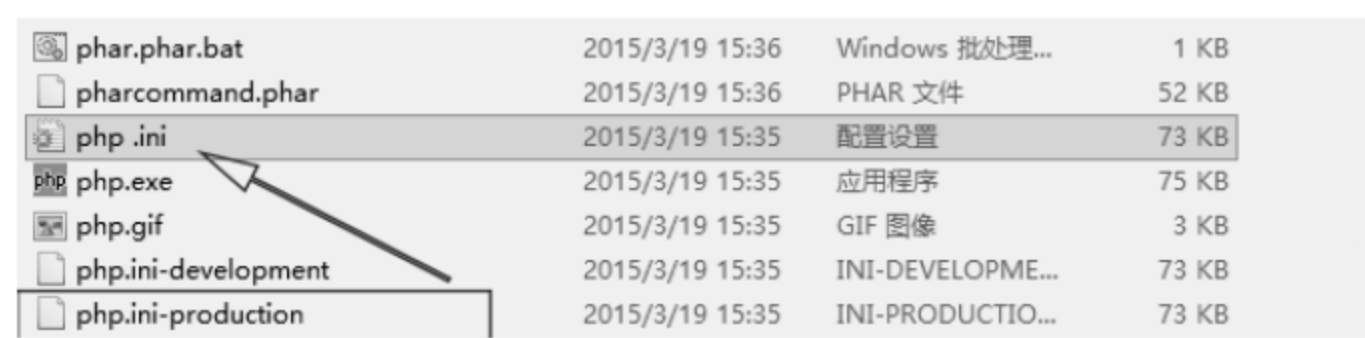 phar.phar.bat 2015/3/19 15:36 Windows 批处理... 1 KB
pharcommand.phar 2015/3/19 15:36 PHAR 文件 52 KB
php .ini 2015/3/19 15:35 配置设置 73 KB
php php.exe 2015/3/19 15:35 应用程序 75 KB
php.gif 2015/3/19 15:35 GIF 图像 3 KB
php.ini-development 2015/3/19 15:35 INI-DEVELOPME... 73 KB
php.ini-production 2015/3/19 15:35 INI-PRODUCTIO... 73 KB